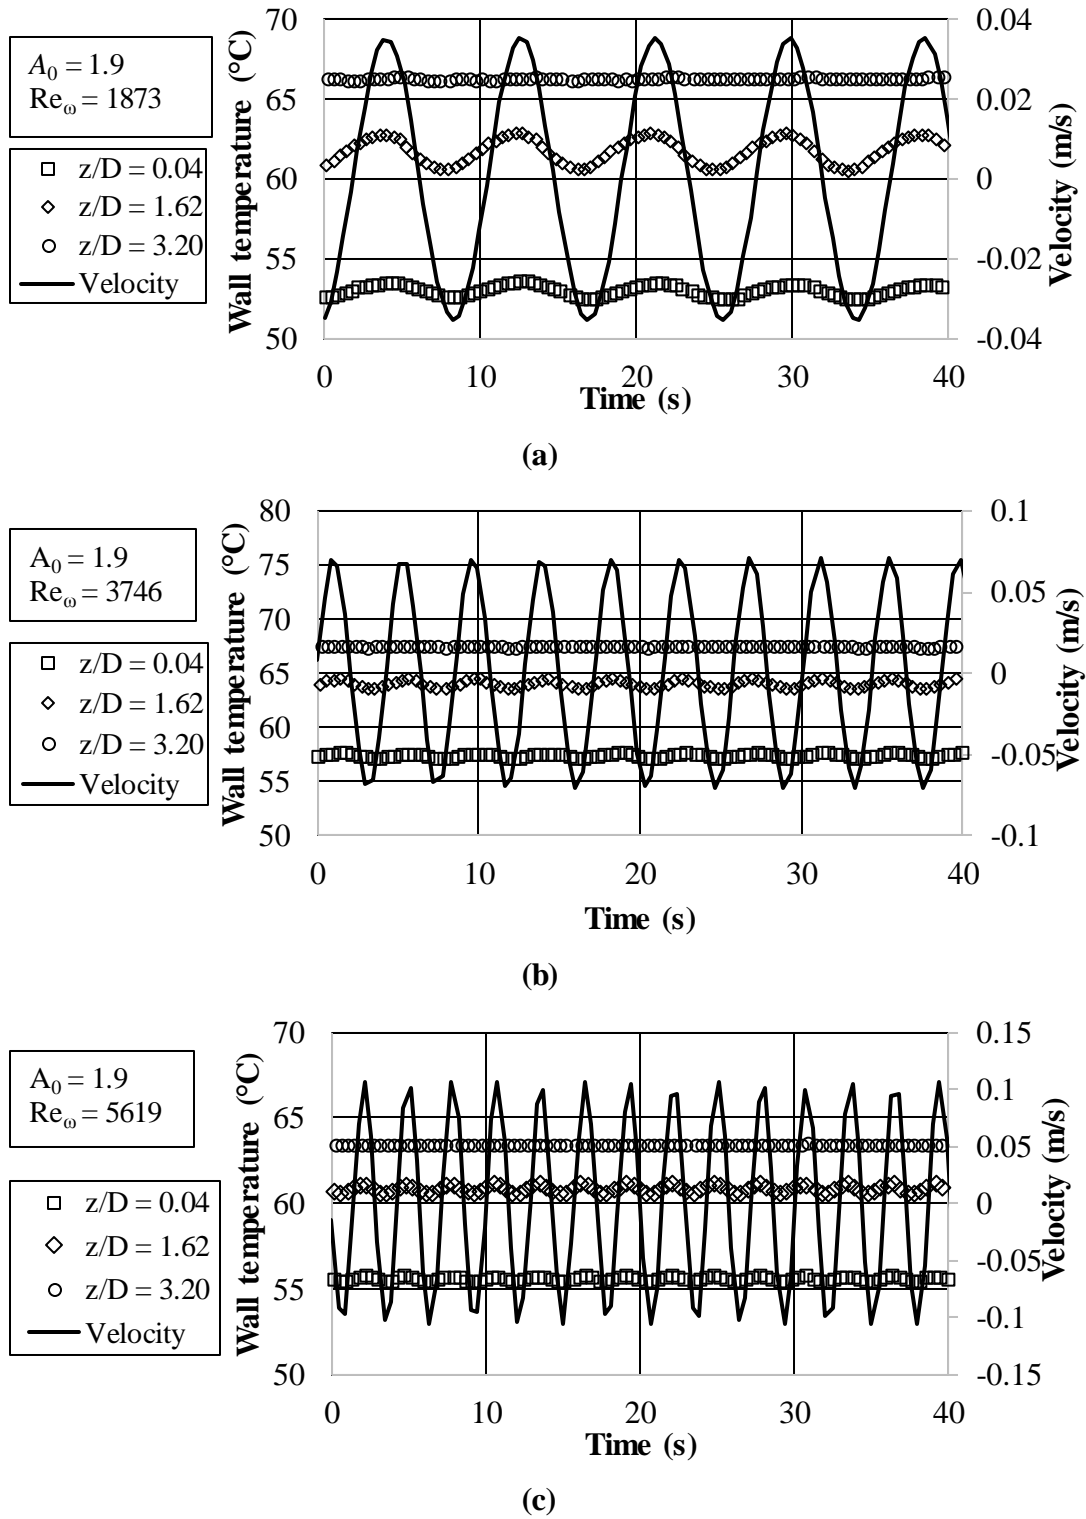 A₀ = 1.9
Reω = 1873
z/D = 0.04
z/D = 1.62
z/D = 3.20
Velocity
Wall temperature (°C)
70
65
60
55
50
0.04
0.02
0
-0.02
-0.04
Velocity (m/s)
0 10 20 30 40
Time (s)
(a)
A₀ = 1.9
Reω = 3746
z/D = 0.04
z/D = 1.62
z/D = 3.20
Velocity
Wall temperature (°C)
80
75
70
65
60
55
50
0.1
0.05
0
-0.05
-0.1
Velocity (m/s)
0 10 20 30 40
Time (s)
(b)
A₀ = 1.9
Reω = 5619
z/D = 0.04
z/D = 1.62
z/D = 3.20
Velocity
Wall temperature (°C)
70
65
60
55
50
0.15
0.1
0.05
0
-0.05
-0.1
-0.15
Velocity (m/s)
0 10 20 30 40
Time (s)
(c)